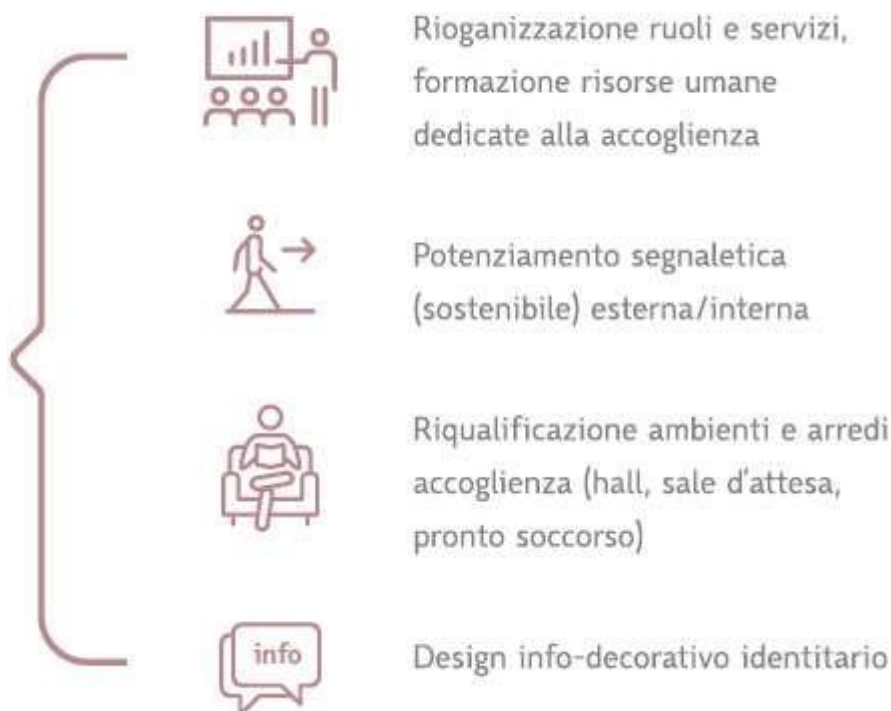 Rioganizzazione ruoli e servizi,
formazione risorse umane
dedicate alla accoglienza
Potenziamento segnaletica
(sostenibile) esterna/interna
Riqualificazione ambienti e arredi
accoglienza (hall, sale d'attesa,
pronto soccorso)
info
Design info-decorativo identitario